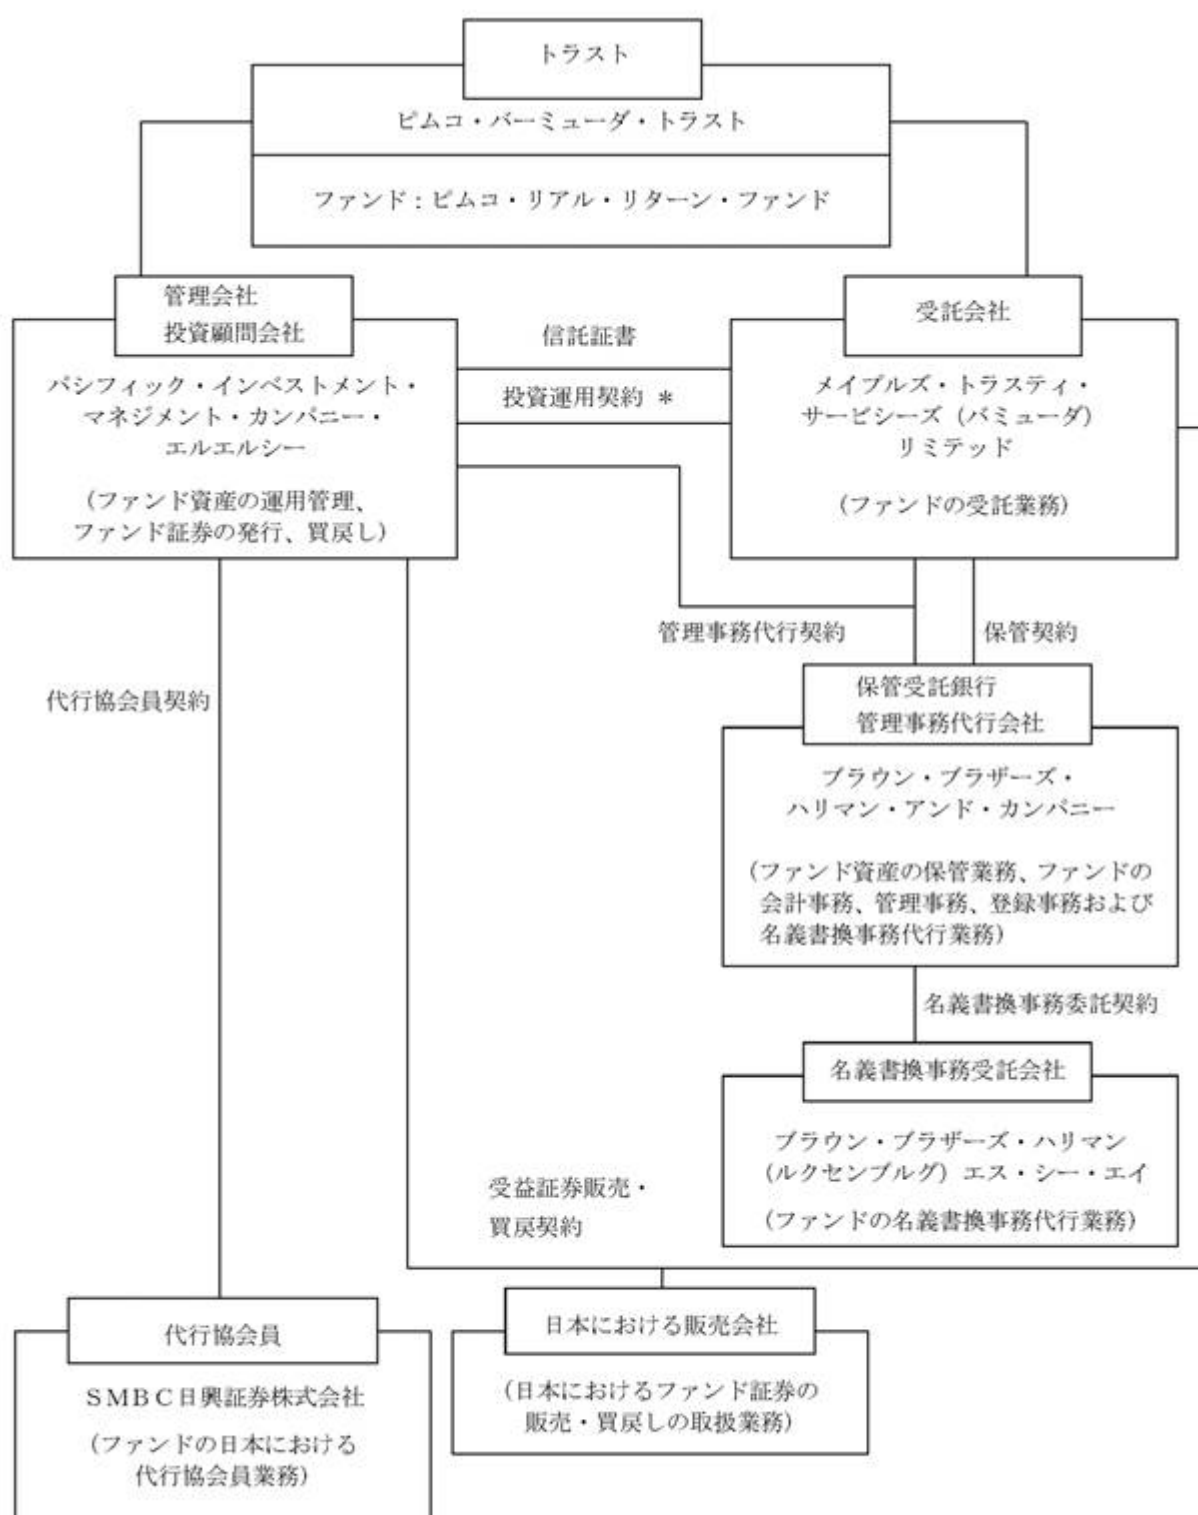 トラスト
ピムコ・バーミューダ・トラスト
ファンド：ピムコ・リアル・リターン・ファンド
管理会社
投資顧問会社
パシフィック・インベストメント・
マネジメント・カンパニー・
エルエルシー
（ファンド資産の運用管理、
ファンド証券の発行、買戻し）
信託証書
投資運用契約 ＊
受託会社
メイプルズ・トラスティ・
サービシーズ（バミューダ）
リミテッド
（ファンドの受託業務）
管理事務代行契約
保管契約
代行協会員契約
保管受託銀行
管理事務代行会社
ブラウン・ブラザーズ・
ハリマン・アンド・カンパニー
（ファンド資産の保管業務、ファンドの
会計事務、管理事務、登録事務および
名義書換事務代行業務）
名義書換事務委託契約
名義書換事務受託会社
ブラウン・ブラザーズ・ハリマン
（ルクセンブルグ）エス・シー・エイ
（ファンドの名義書換事務代行業務）
受益証券販売・
買戻契約
代行協会員
ＳＭＢＣ日興証券株式会社
（ファンドの日本における
代行協会員業務）
日本における販売会社
（日本におけるファンド証券の
販売・買戻しの取扱業務）